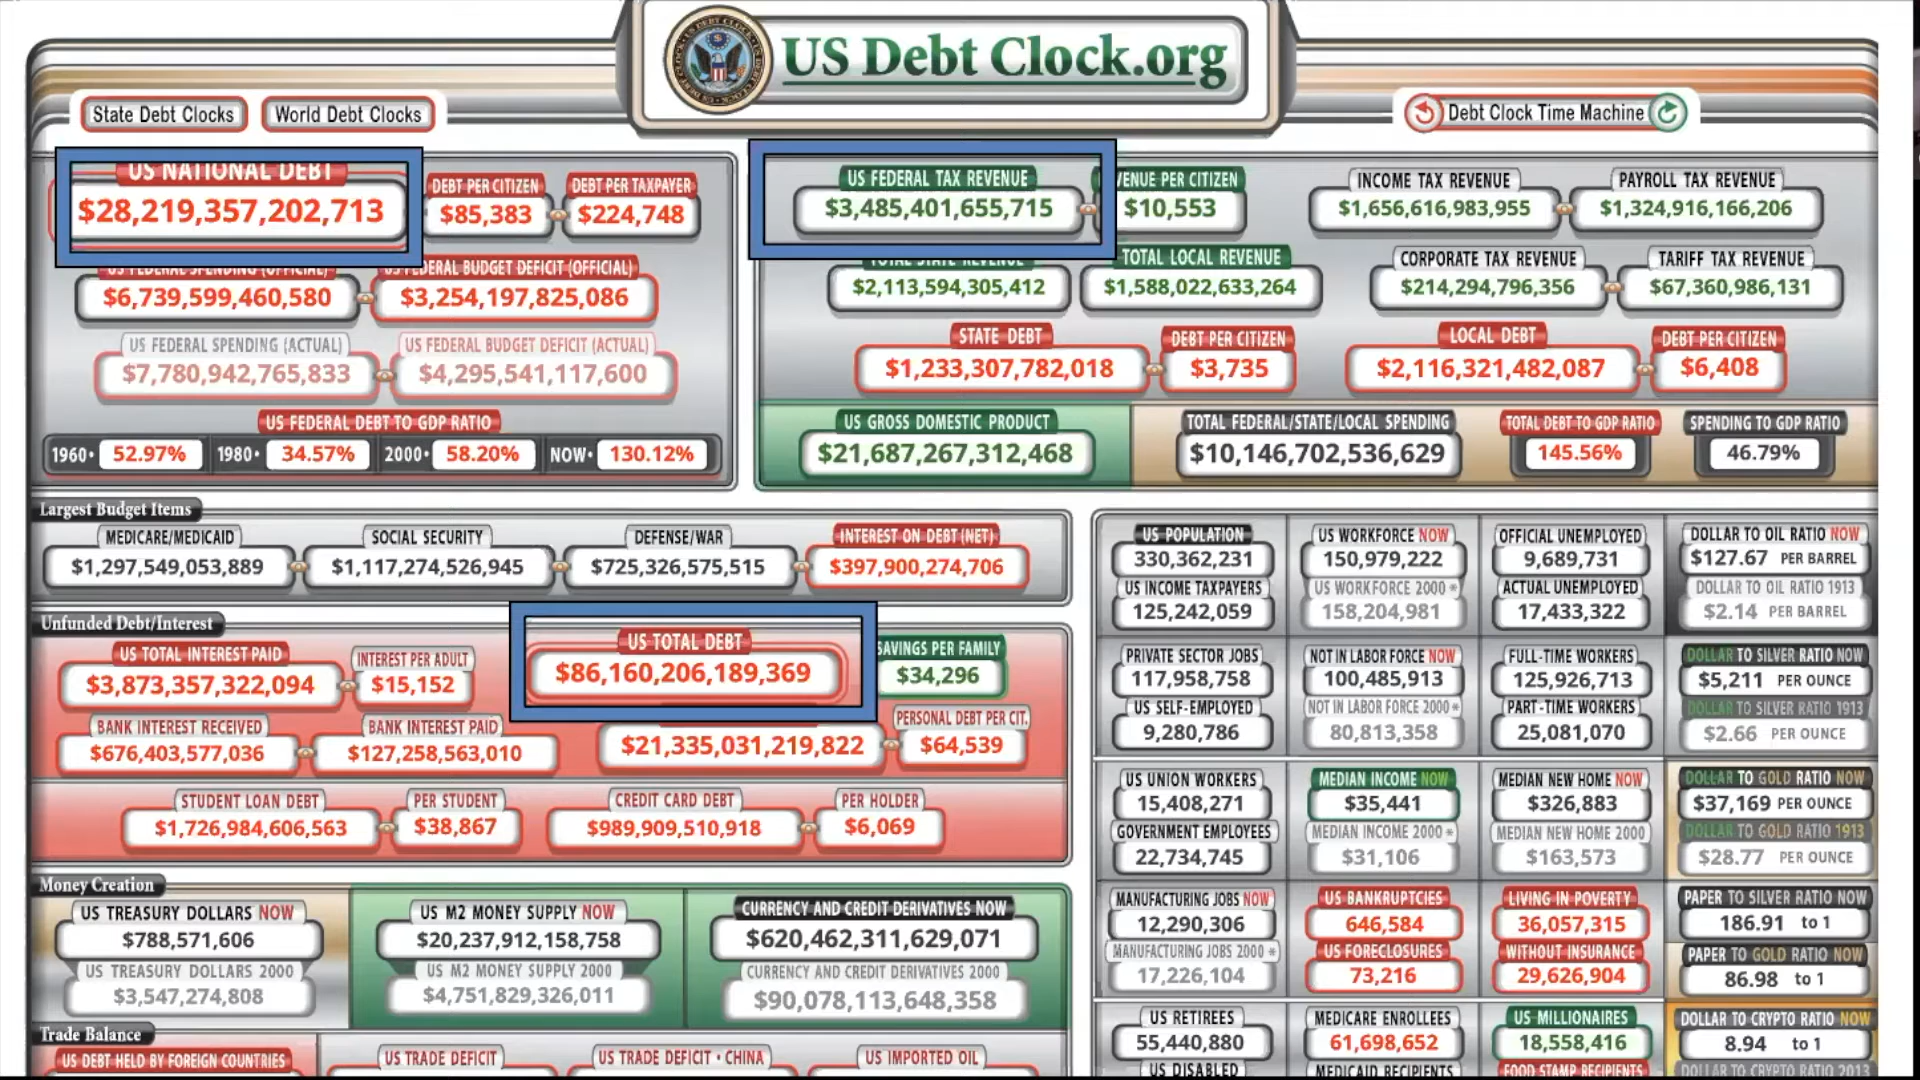 US Debt Clock.org
State Debt Clocks
World Debt Clocks
Debt Clock Time Machine
US NATIONAL DEBT
$28,219,357,202,713
DEBT PER CITIZEN
$85,383
DEBT PER TAXPAYER
$224,748
US FEDERAL SPENDING (OFFICIAL)
$6,739,599,460,580
US FEDERAL BUDGET DEFICIT (OFFICIAL)
$3,254,197,825,086
US FEDERAL SPENDING (ACTUAL)
$7,780,942,765,833
US FEDERAL BUDGET DEFICIT (ACTUAL)
$4,295,541,117,600
US FEDERAL DEBT TO GDP RATIO
1960• 52.97% 1980• 34.57% 2000• 58.20% NOW• 130.12%
US FEDERAL TAX REVENUE
$3,485,401,655,715
VENUE PER CITIZEN
$10,553
INCOME TAX REVENUE
$1,656,616,983,955
PAYROLL TAX REVENUE
$1,324,916,166,206
TOTAL STATE REVENUE
$2,113,594,305,412
TOTAL LOCAL REVENUE
$1,588,022,633,264
CORPORATE TAX REVENUE
$214,294,796,356
TARIFF TAX REVENUE
$67,360,986,131
STATE DEBT
$1,233,307,782,018
DEBT PER CITIZEN
$3,735
LOCAL DEBT
$2,116,321,482,087
DEBT PER CITIZEN
$6,408
US GROSS DOMESTIC PRODUCT
$21,687,267,312,468
TOTAL FEDERAL/STATE/LOCAL SPENDING
$10,146,702,536,629
TOTAL DEBT TO GDP RATIO
145.56%
SPENDING TO GDP RATIO
46.79%
Largest Budget Items
MEDICARE/MEDICAID
$1,297,549,053,889
SOCIAL SECURITY
$1,117,274,526,945
DEFENSE/WAR
$725,326,575,515
INTEREST ON DEBT (NET)
$397,900,274,706
Unfunded Debt/Interest
US TOTAL INTEREST PAID
$3,873,357,322,094
INTEREST PER ADULT
$15,152
US TOTAL DEBT
$86,160,206,189,369
SAVINGS PER FAMILY
$34,296
BANK INTEREST RECEIVED
$676,403,577,036
BANK INTEREST PAID
$127,258,563,010
$21,335,031,219,822
PERSONAL DEBT PER CIT.
$64,539
STUDENT LOAN DEBT
$1,726,984,606,563
PER STUDENT
$38,867
CREDIT CARD DEBT
$989,909,510,918
PER HOLDER
$6,069
Money Creation
US TREASURY DOLLARS NOW
$788,571,606
US TREASURY DOLLARS 2000
$3,547,274,808
US M2 MONEY SUPPLY NOW
$20,237,912,158,758
US M2 MONEY SUPPLY 2000
$4,751,829,326,011
CURRENCY AND CREDIT DERIVATIVES NOW
$620,462,311,629,071
CURRENCY AND CREDIT DERIVATIVES 2000
$90,078,113,648,358
Trade Balance
US DEBT HELD BY FOREIGN COUNTRIES
US TRADE DEFICIT
US TRADE DEFICIT • CHINA
US IMPORTED OIL
US POPULATION
330,362,231
US INCOME TAXPAYERS
125,242,059
US WORKFORCE NOW
150,979,222
US WORKFORCE 2000 *
158,204,981
OFFICIAL UNEMPLOYED
9,689,731
ACTUAL UNEMPLOYED
17,433,322
DOLLAR TO OIL RATIO NOW
$127.67 PER BARREL
DOLLAR TO OIL RATIO 1913
$2.14 PER BARREL
PRIVATE SECTOR JOBS
117,958,758
US SELF-EMPLOYED
9,280,786
NOT IN LABOR FORCE NOW
100,485,913
NOT IN LABOR FORCE 2000 *
80,813,358
FULL-TIME WORKERS
125,926,713
PART-TIME WORKERS
25,081,070
DOLLAR TO SILVER RATIO NOW
$5,211 PER OUNCE
DOLLAR TO SILVER RATIO 1913
$2.66 PER OUNCE
US UNION WORKERS
15,408,271
GOVERNMENT EMPLOYEES
22,734,745
MEDIAN INCOME NOW
$35,441
MEDIAN INCOME 2000 *
$31,106
MEDIAN NEW HOME NOW
$326,883
MEDIAN NEW HOME 2000
$163,573
DOLLAR TO GOLD RATIO NOW
$37,169 PER OUNCE
DOLLAR TO GOLD RATIO 1913
$28.77 PER OUNCE
MANUFACTURING JOBS NOW
12,290,306
MANUFACTURING JOBS 2000 *
17,226,104
US BANKRUPTCIES
646,584
US FORECLOSURES
73,216
LIVING IN POVERTY
36,057,315
WITHOUT INSURANCE
29,626,904
PAPER TO SILVER RATIO NOW
186.91 to 1
PAPER TO GOLD RATIO NOW
86.98 to 1
US RETIREES
55,440,880
US DISABLED
MEDICARE ENROLLEES
61,698,652
MEDICAID RECIPIENTS
US MILLIONAIRES
18,558,416
FOOD STAMP RECIPIENTS
DOLLAR TO CRYPTO RATIO NOW
8.94 to 1
DOLLAR TO CRYPTO RATIO 2013